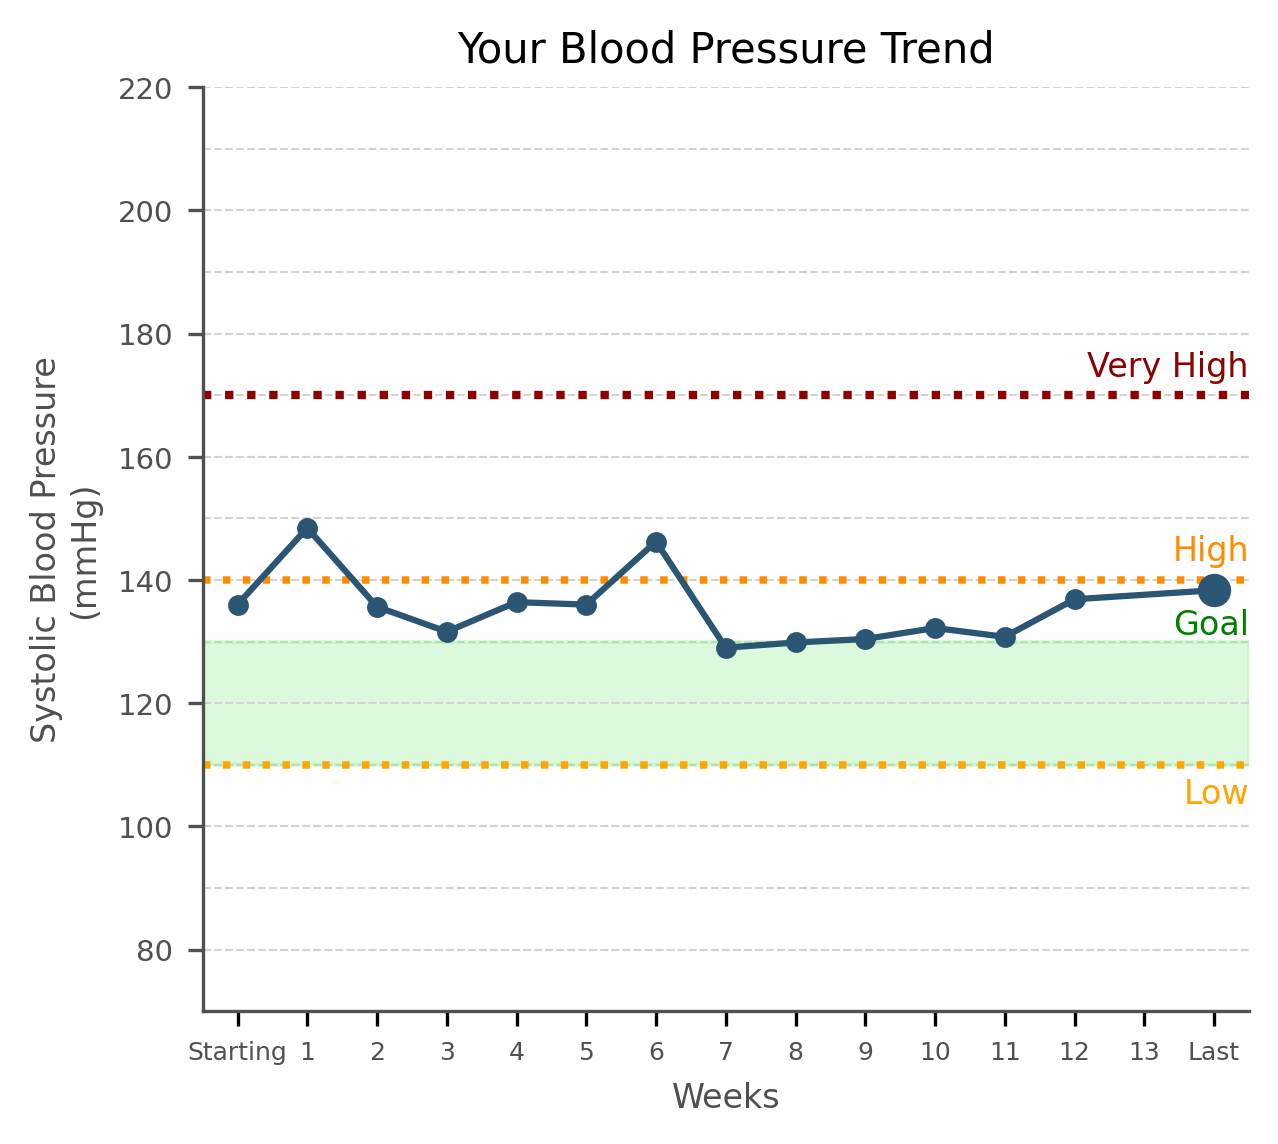 Your Blood Pressure Trend
220
200
180
160
140
120
100
80
Systolic Blood Pressure
(mmHg)
Very High
High
Goal
Low
Starting 1 2 3 4 5 6 7 8 9 10 11 12 13 Last
Weeks